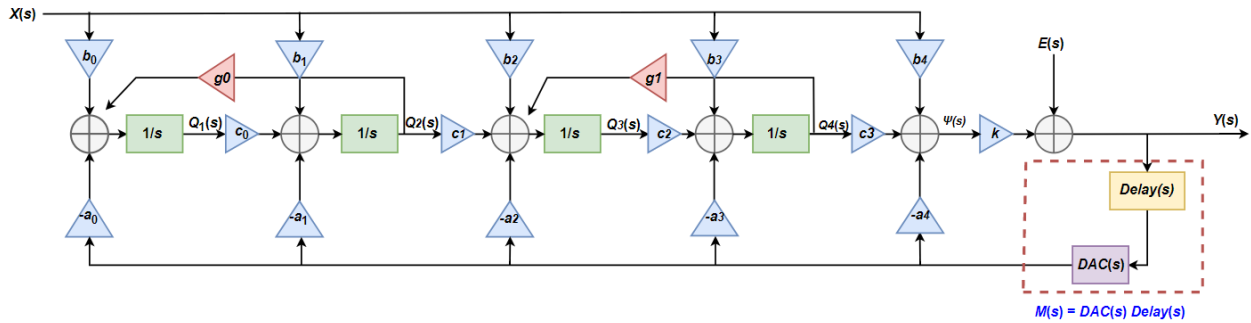 X(s)
b0 b1 b2 b3 b4 E(s)
g0 g1
1/s Q1(s) c0 1/s Q2(s) c1 1/s Q3(s) c2 1/s Q4(s) c3 Ψ(s) k Y(s)
Delay(s)
-a0 -a1 -a2 -a3 -a4
DAC(s)
M(s) = DAC(s) Delay(s)